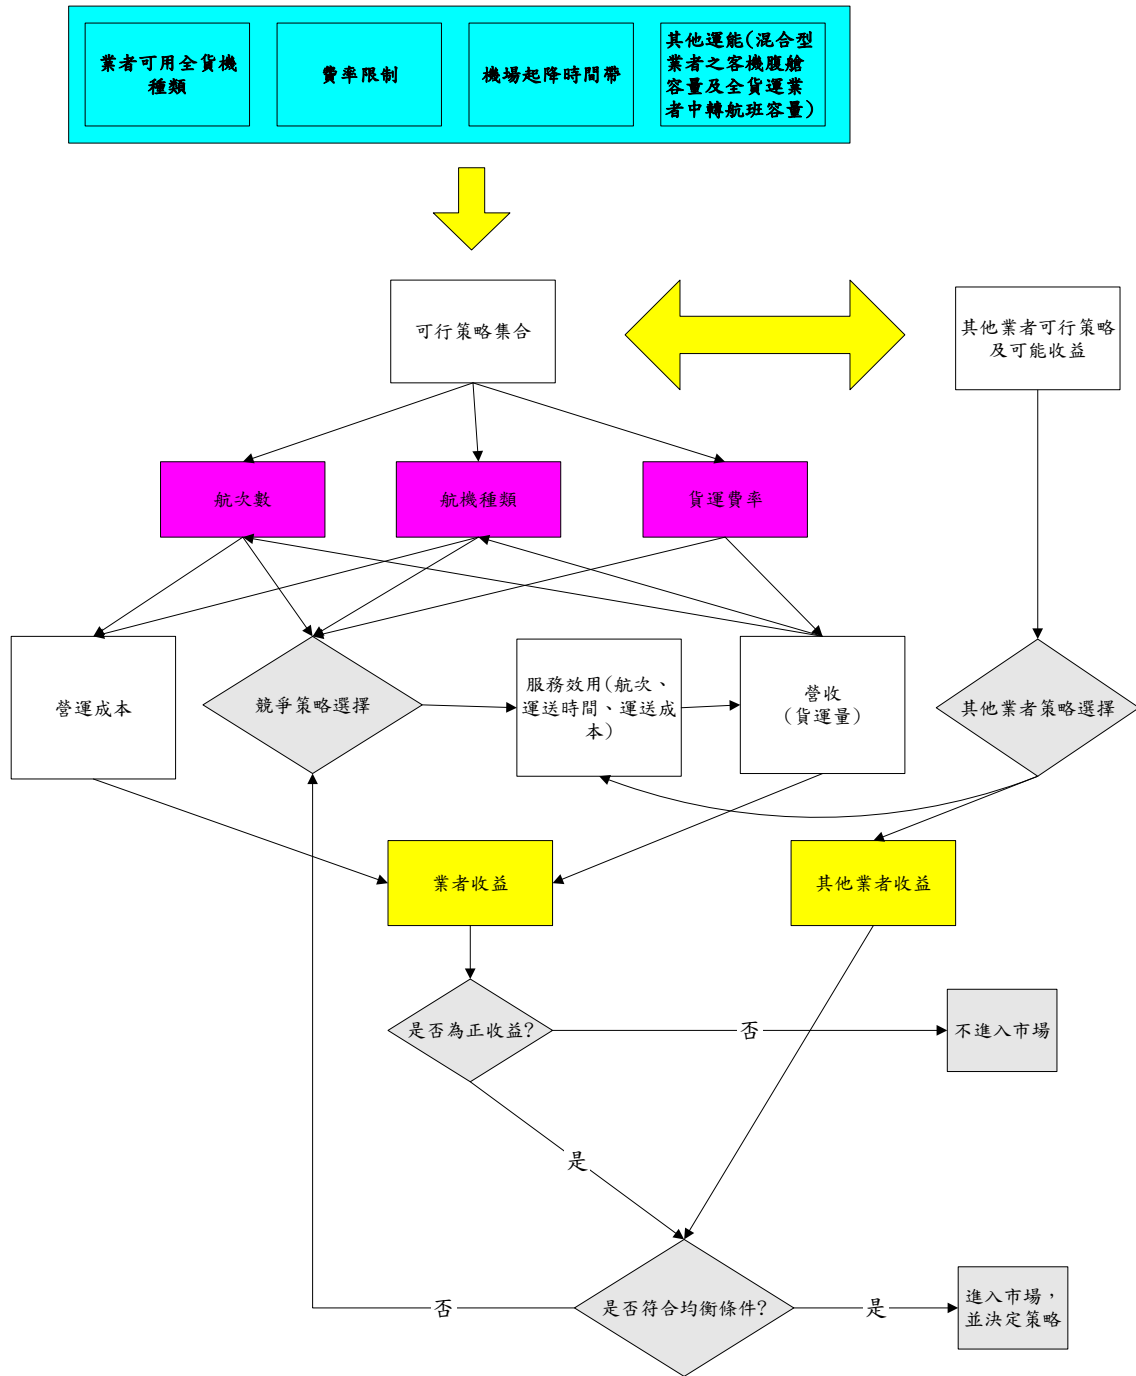 業者可用全貨機
種類
費率限制
機場起降時間帶
其他運能(混合型
業者之客機腹艙
容量及全貨運業
者中轉航班容量)
可行策略集合
其他業者可行策略
及可能收益
航次數
航機種類
貨運費率
營運成本
競爭策略選擇
服務效用(航次、
運送時間、運送成
本)
營收
(貨運量)
其他業者策略選擇
業者收益
其他業者收益
是否為正收益?
否
不進入市場
是
是否符合均衡條件?
否
是
進入市場，
並決定策略